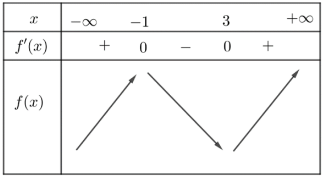 x −∞ −1 3 +∞
f′(x) + 0 − 0 +
f(x)